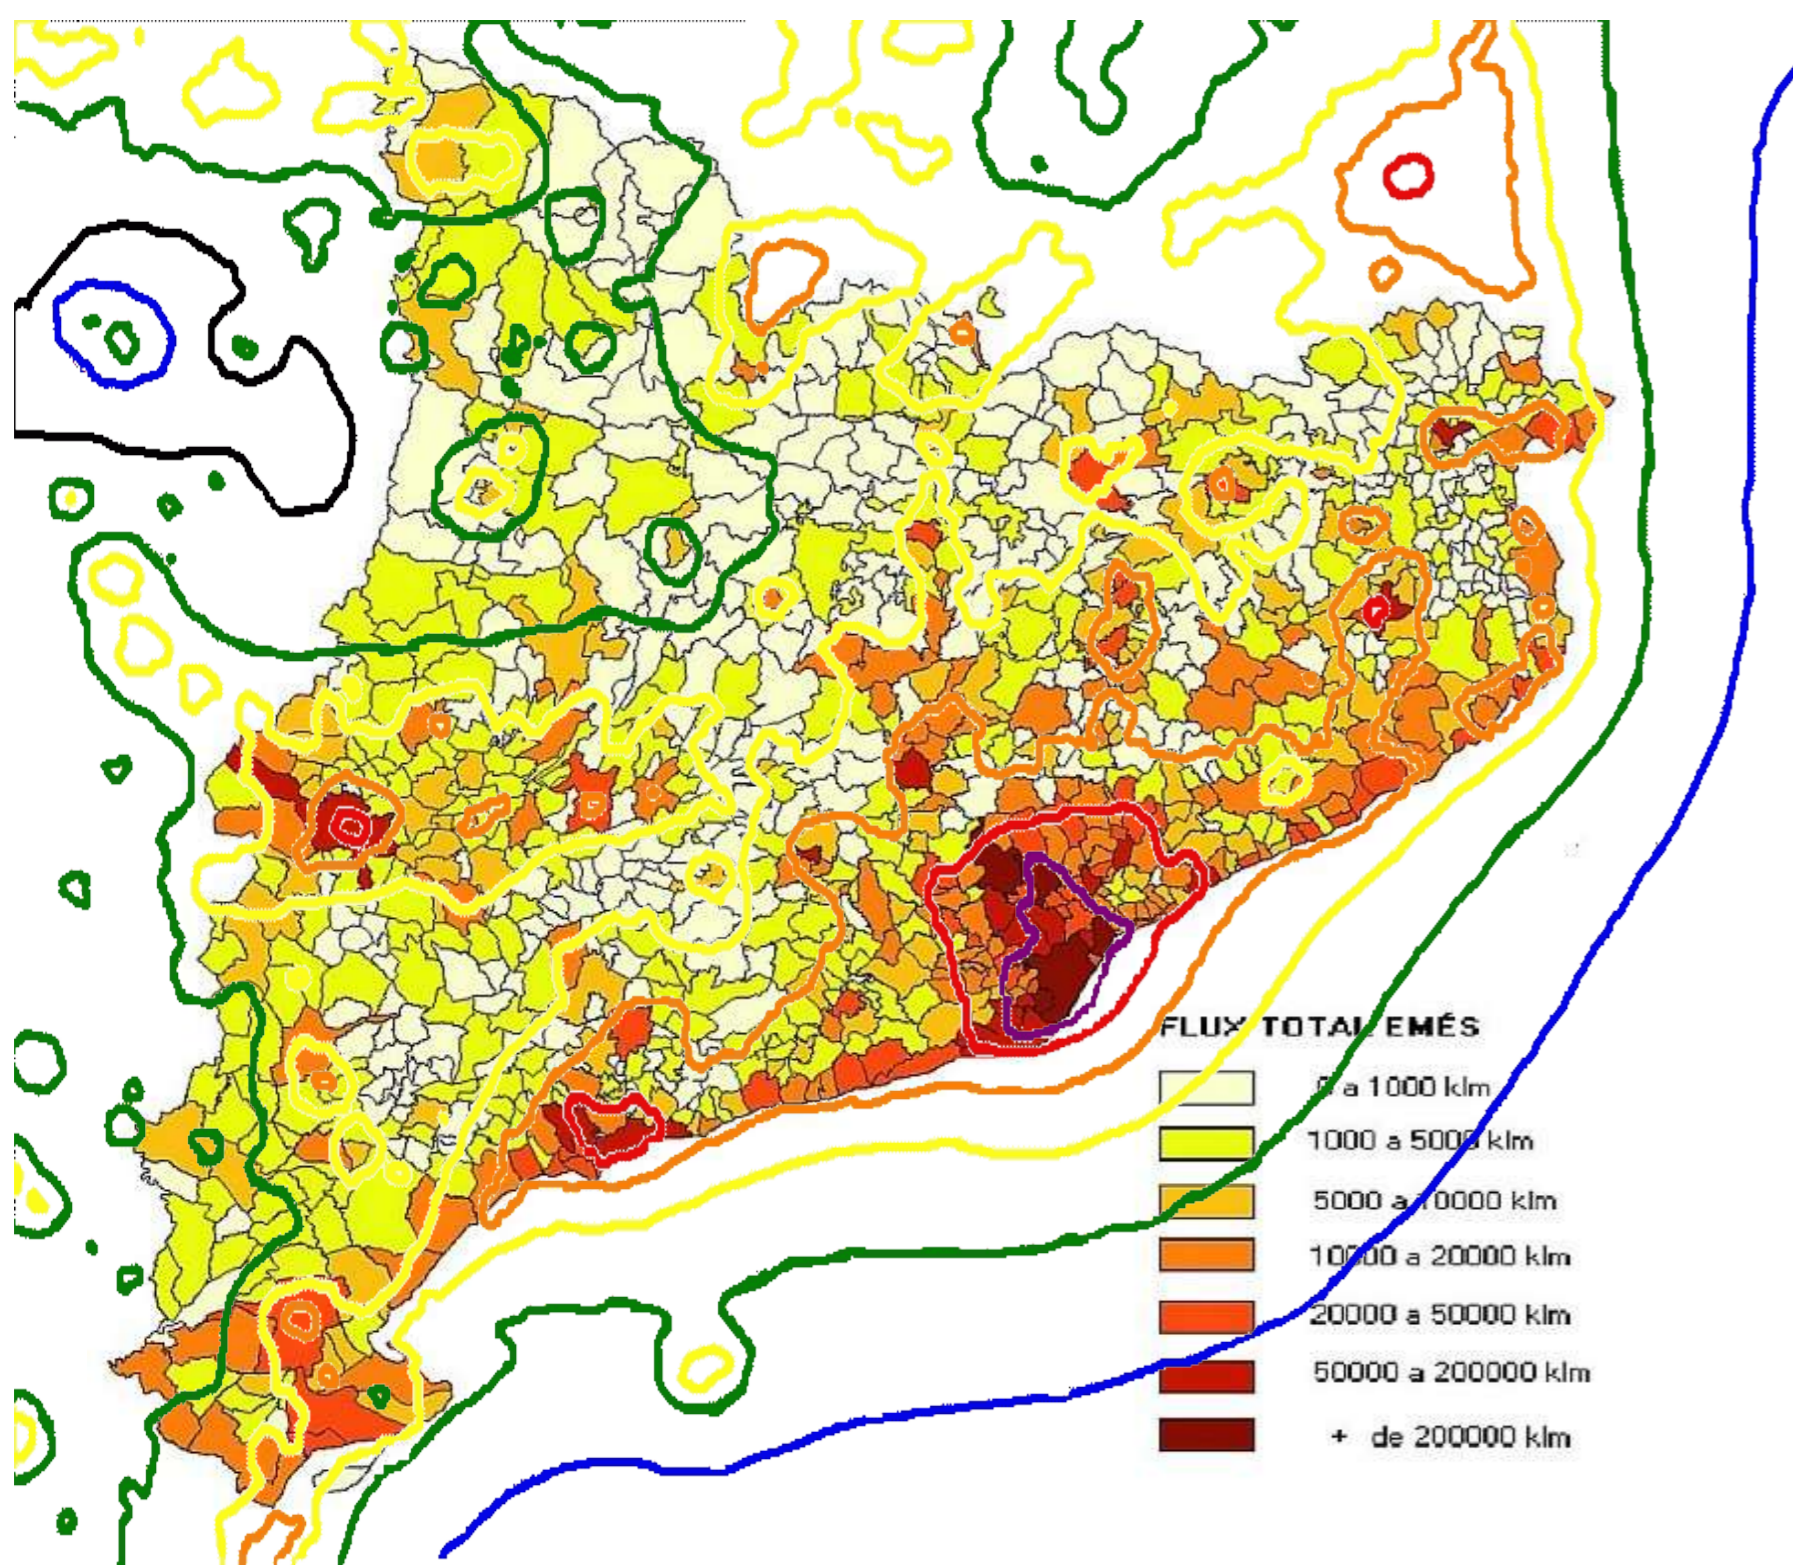 FLUX TOTAL EMÉS
0 a 1000 klm
1000 a 5000 klm
5000 a 10000 klm
10000 a 20000 klm
20000 a 50000 klm
50000 a 200000 klm
+ de 200000 klm